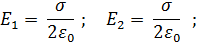 E₁ = σ / 2ε₀ ; E₂ = σ / 2ε₀ ;